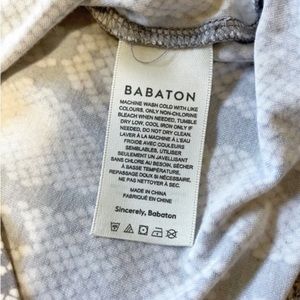 BABATON
MACHINE WASH COLD WITH LIKE
COLOURS, ONLY NON-CHLORINE
BLEACH WHEN NEEDED, TUMBLE
DRY LOW, COOL IRON ONLY IF
NEEDED, DO NOT DRY CLEAN.
LAVER À LA MACHINE À L'EAU
FROIDE AVEC COULEURS
SEMBLABLES, UTILISER
SEULEMENT UN JAVELLISANT
SANS CHLORE AU BESOIN, SÉCHER
À BASSE TEMPÉRATURE.
REPASSAGE DOUX SI NÉCESSAIRE.
NE PAS NETTOYER À SEC.
MADE IN CHINA
FABRIQUÉ EN CHINE
Sincerely, Babaton